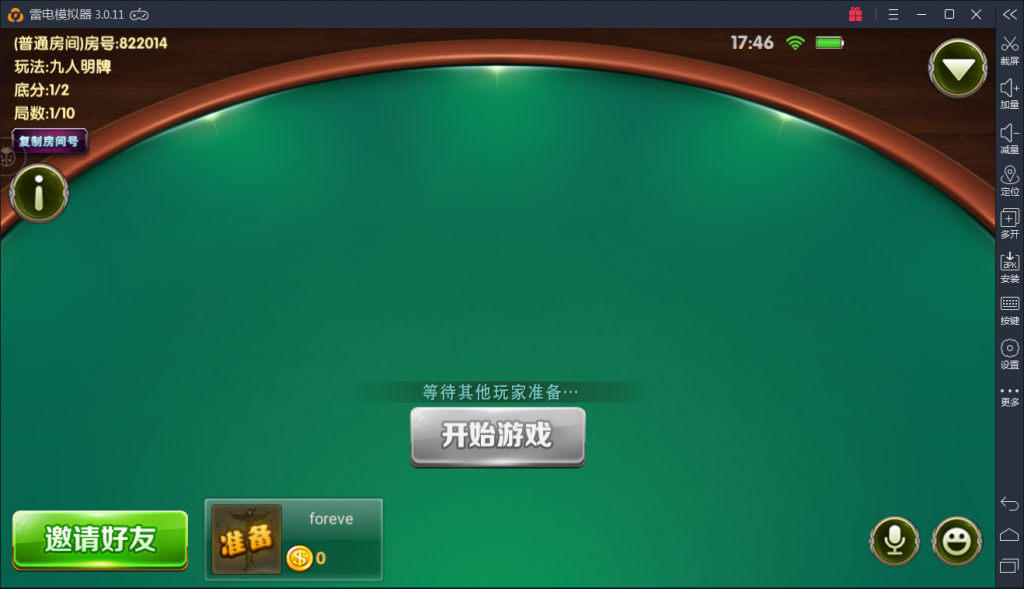 雷电模拟器 3.0.11
(普通房间)房号:822014
玩法:九人明牌
底分:1/2
局数:1/10
复制房间号
17:46
等待其他玩家准备…
开始游戏
邀请好友
准备
foreve
0
截屏
加量
减量
定位
多开
APK
安装
按键
设置
更多